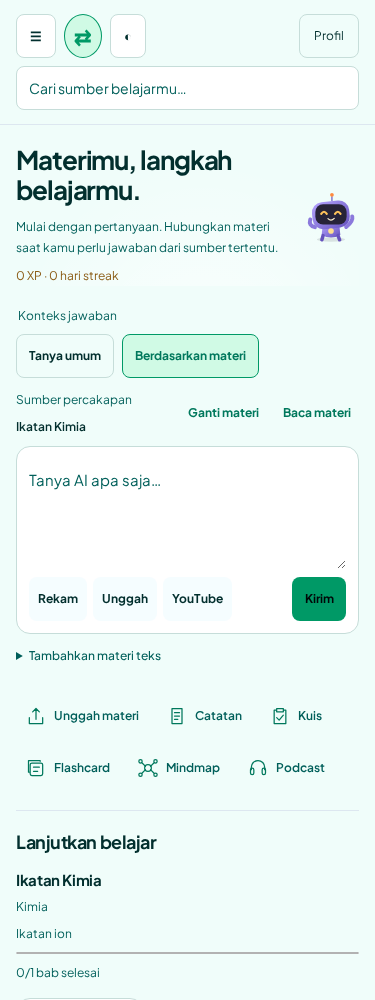 Profil
Cari sumber belajarmu…
Materimu, langkah
belajarmu.
Mulai dengan pertanyaan. Hubungkan materi
saat kamu perlu jawaban dari sumber tertentu.
0 XP · 0 hari streak
Konteks jawaban
Tanya umum
Berdasarkan materi
Sumber percakapan
Ikatan Kimia
Ganti materi
Baca materi
Tanya AI apa saja…
Rekam
Unggah
YouTube
Kirim
Tambahkan materi teks
Unggah materi
Catatan
Kuis
Flashcard
Mindmap
Podcast
Lanjutkan belajar
Ikatan Kimia
Kimia
Ikatan ion
0/1 bab selesai